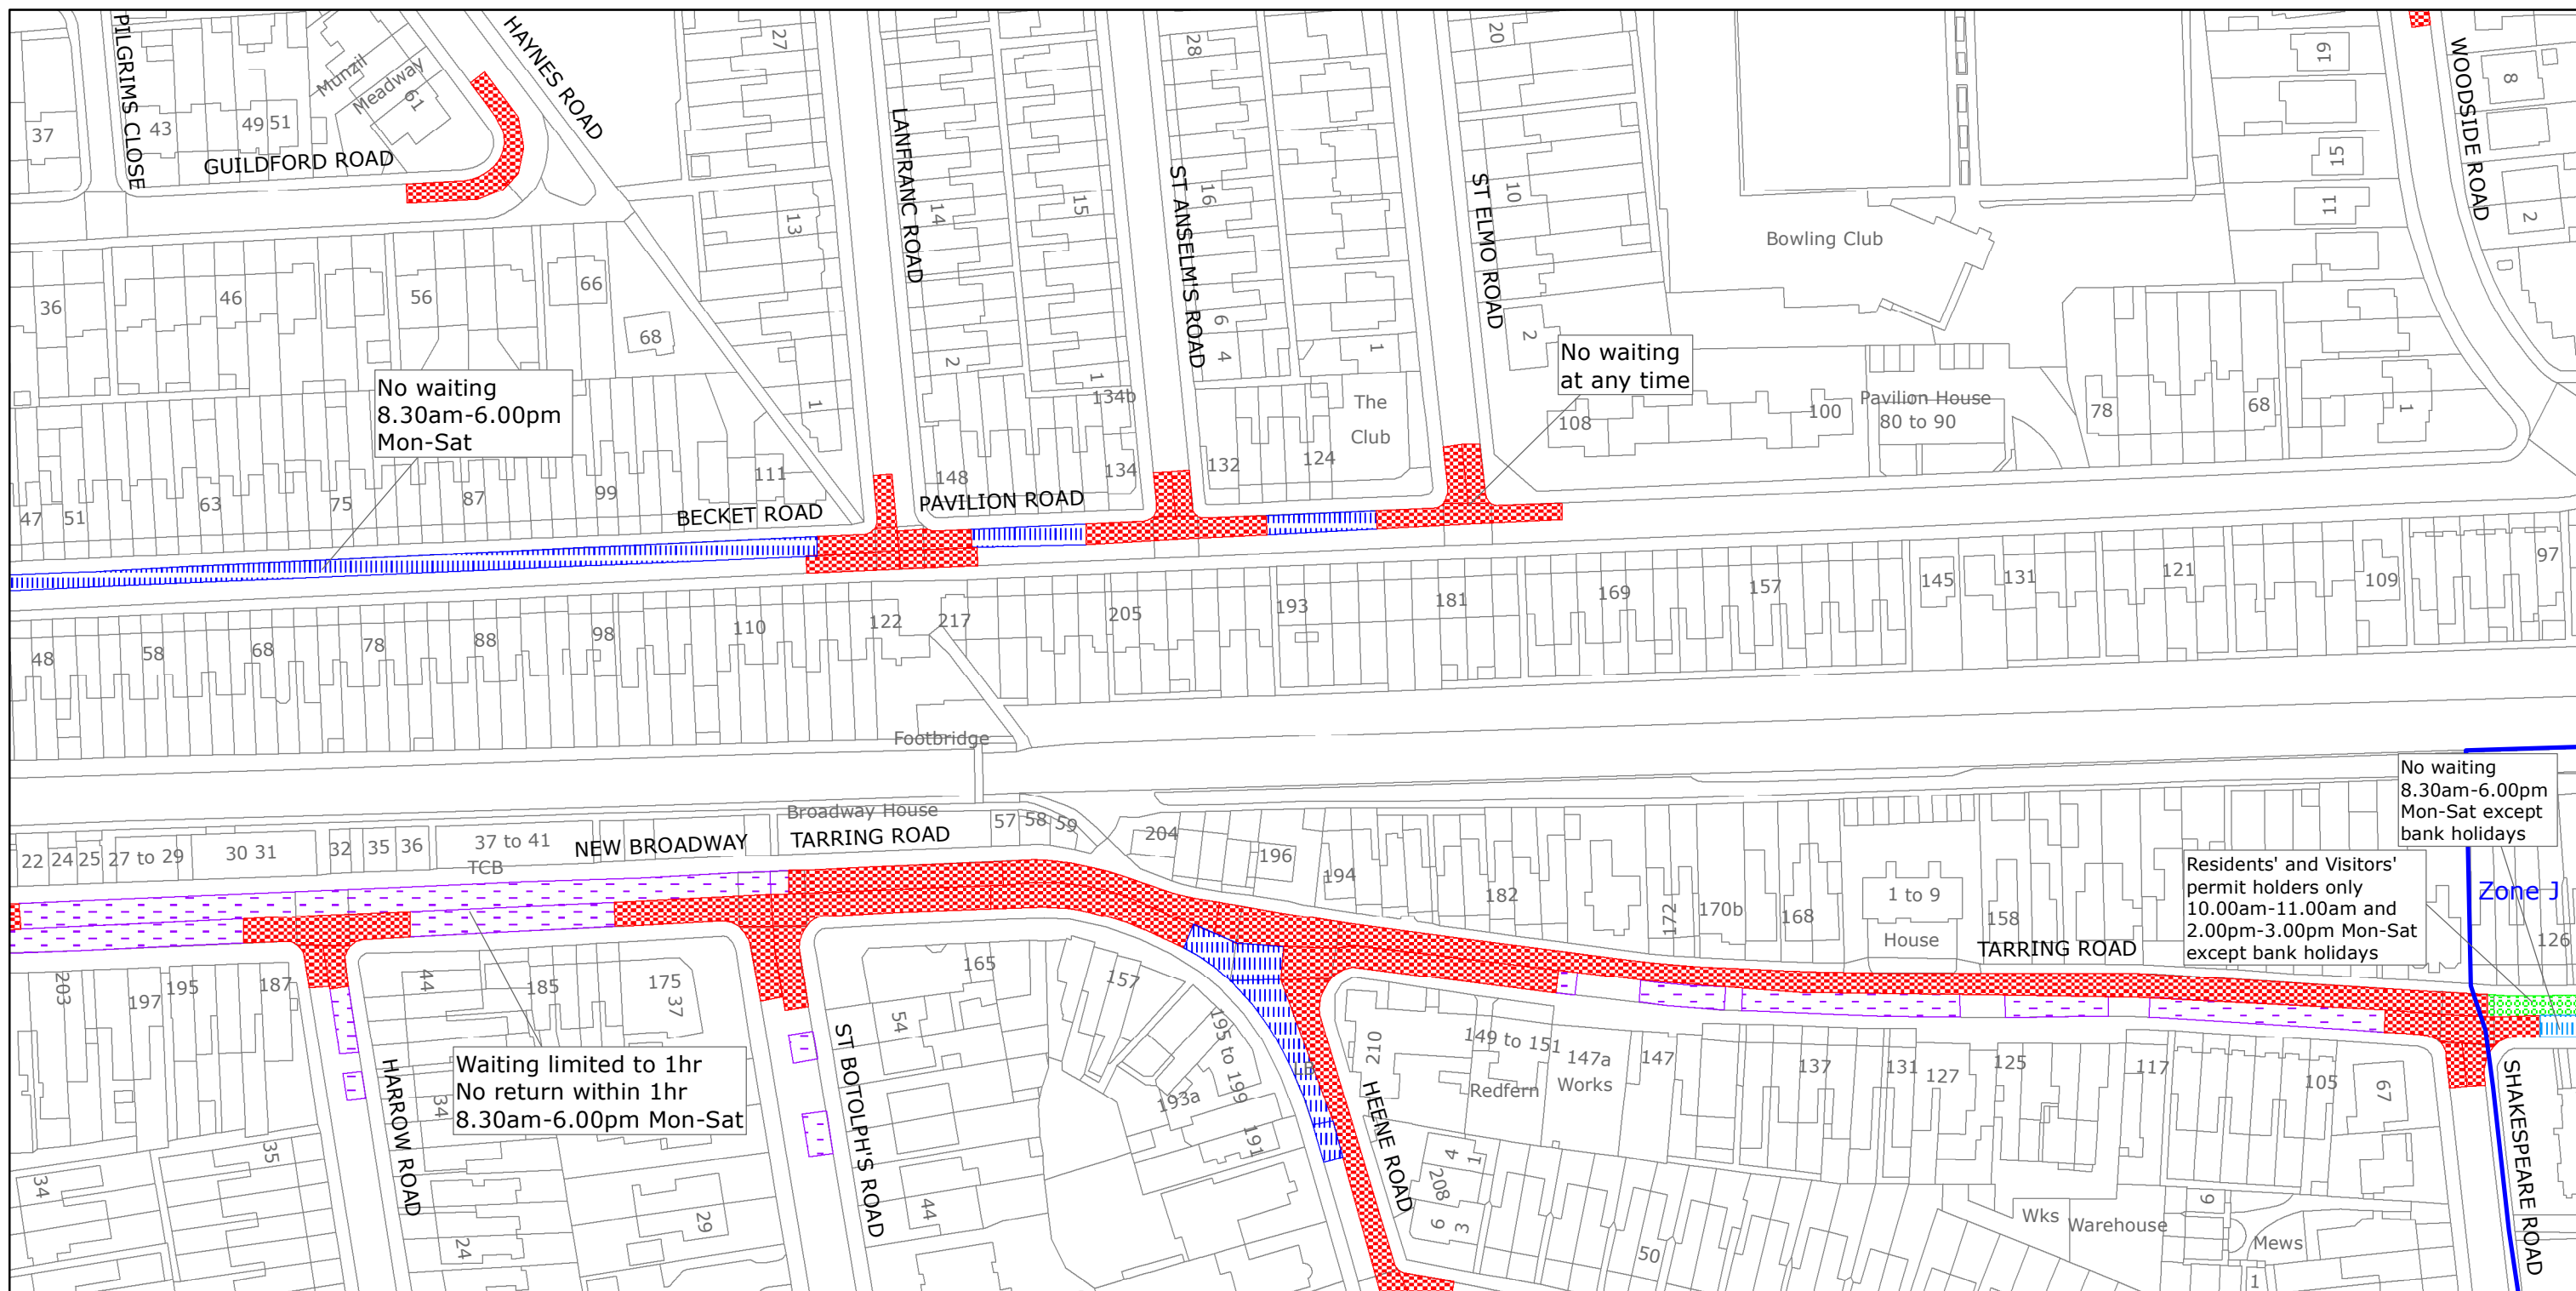 PILGRIMS CLOSE
HAYNES ROAD
27
28
20
19
WOODSIDE ROAD
8
Munzil
Meadway
61
37
43
49 51
GUILDFORD ROAD
LANFRANC ROAD
14
15
ST ANSELM'S ROAD
16
ST ELMO ROAD
10
15
11
2
13
Bowling Club
36
46
56
66
68
2
1
6
4
1
2
1
134b
The
Club
No waiting
at any time
No waiting
8.30am-6.00pm
Mon-Sat
108
100
Pavilion House
80 to 90
78
68
1
47
51
63
75
87
99
111
148
134
132
124
BECKET ROAD
PAVILION ROAD
48
58
68
78
88
98
110
122
217
205
193
181
169
157
145
131
121
109
97
Footbridge
Broadway House
22 24 25 27 to 29
30 31
32
35
36
37 to 41
TCB
NEW BROADWAY
TARRING ROAD
57 58 59
204
196
194
182
172
170b
168
1 to 9
House
158
TARRING ROAD
No waiting
8.30am-6.00pm
Mon-Sat except
bank holidays
Residents' and Visitors'
permit holders only
10.00am-11.00am and
2.00pm-3.00pm Mon-Sat
except bank holidays
Zone J
126
203
197
195
187
44
185
175
37
165
157
54
195 to 199
193a
191
210
149 to 151
Redfern
147a
Works
147
137
131
127
125
117
105
67
Waiting limited to 1hr
No return within 1hr
8.30am-6.00pm Mon-Sat
HARROW ROAD
34
35
34
24
29
ST BOTOLPH'S ROAD
44
HEENE ROAD
4
1
208
6
3
50
Wks
Warehouse
6
Mews
1
SHAKESPEARE ROAD